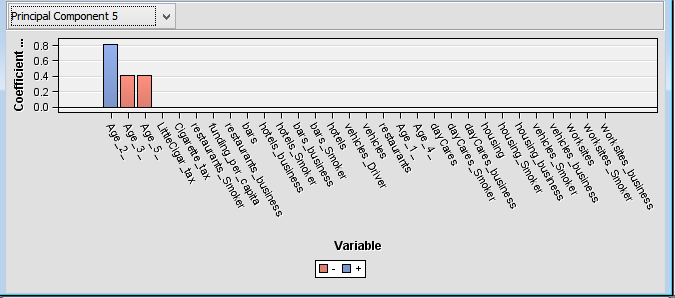 Principal Component 5
Coefficient ...
0.8
0.6
0.4
0.2
0.0
Age_2_
Age_3_
Age_5_
LittleCigar_tax
Cigarette_tax
restaurants_Smoker
funding_per_capita
restaurants_business
bars
hotels_business
hotels_Smoker
bars_business
bars_Smoker
hotels
vehicles_Driver
vehicles
restaurants
Age_1_
Age_4_
dayCares
dayCares_Smoker
dayCares_business
housing
housing_Smoker
housing_business
vehicles_Smoker
vehicles_business
worksites
worksites_Smoker
worksites_business
Variable
- +